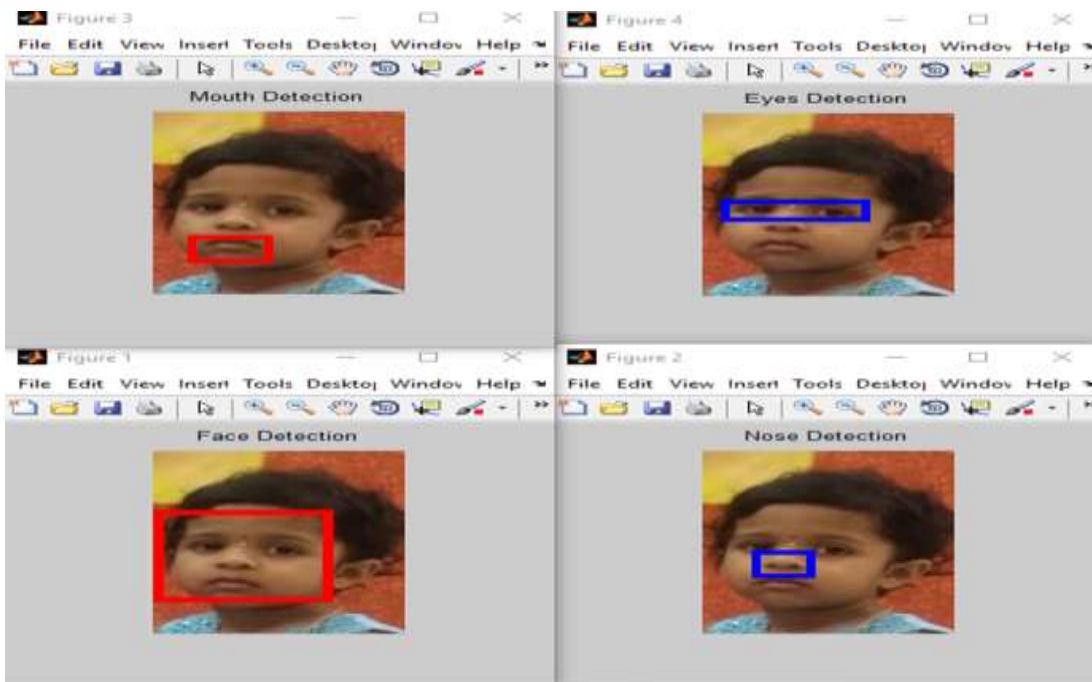 Figure 3
File Edit View Insert Tools Desktop Window Help
Mouth Detection
Figure 4
File Edit View Insert Tools Desktop Window Help
Eyes Detection
Figure 1
File Edit View Insert Tools Desktop Window Help
Face Detection
Figure 2
File Edit View Insert Tools Desktop Window Help
Nose Detection